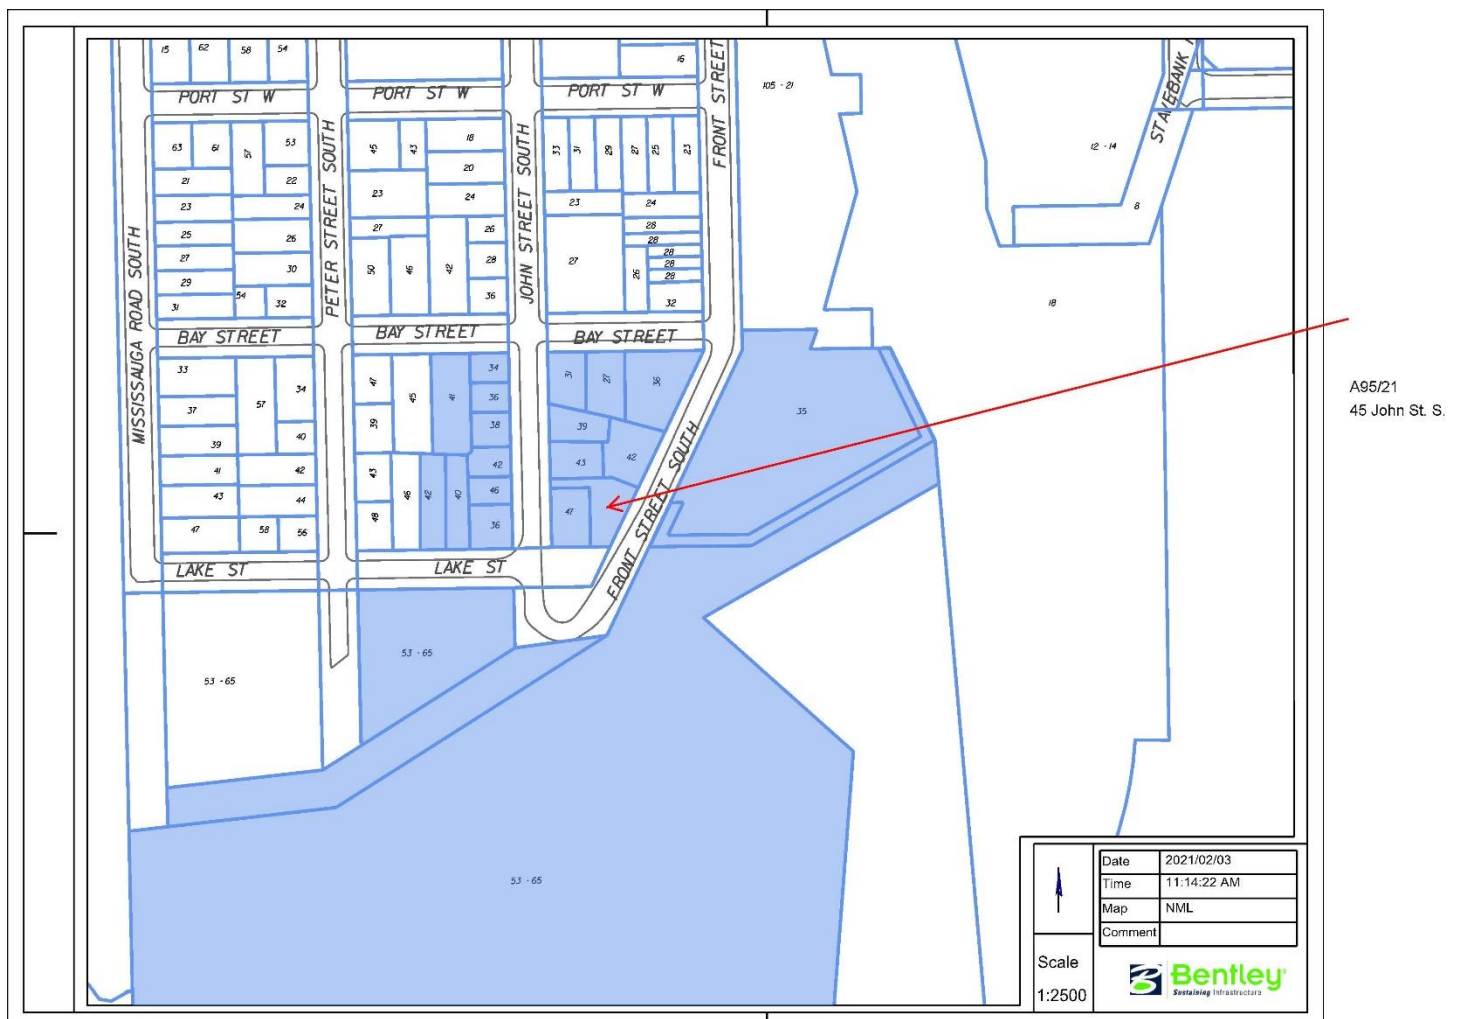 15 62 58 54
16
PORT ST W
PORT ST W
PORT ST W
FRONT STREET
105 - 21
STAVEBANK
12 - 14
8
18
63 61 57 53
21 22
23 24
25 26
27
29 30
31 54 32
45 43 18
20
23 24
27 26
50 46 42 28
36
33 31 29 27 25 23
23 24
28
28
27 26 28
28
28
32
MISSISSAUGA ROAD SOUTH
PETER STREET SOUTH
JOHN STREET SOUTH
BAY STREET
BAY STREET
BAY STREET
33 57 34
37
39 40
41 42
43 44
47 58 56
47 45 41 34
36
39 38
43 46 42 40 42
46
48 36
31 27 36
39
43 42
47
35
FRONT STREET SOUTH
LAKE ST
LAKE ST
53 - 65
53 - 65
53 - 65
A95/21
45 John St. S.
Date 2021/02/03
Time 11:14:22 AM
Map NML
Comment
Scale
1:2500
Bentley
Sustaining Infrastructure